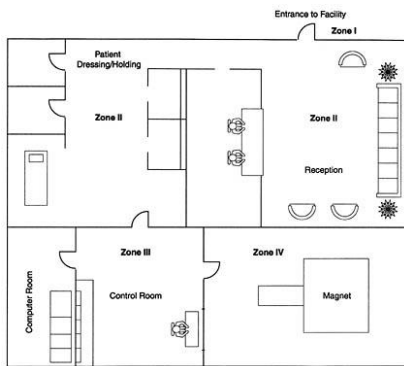 Entrance to Facility
Zone I
Patient
Dressing/Holding
Zone II
Zone II
Reception
Zone III
Zone IV
Computer Room
Control Room
Magnet